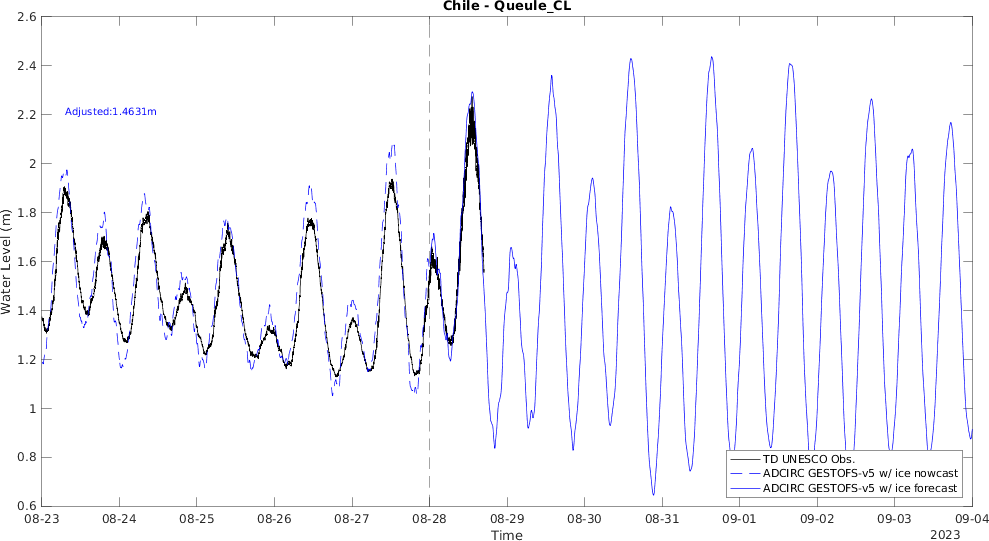 Chile - Queule_CL
2.6
2.4
2.2
2
1.8
1.6
1.4
1.2
1
0.8
0.6
Water Level (m)
Adjusted:1.4631m
TD UNESCO Obs.
ADCIRC GESTOFS-v5 w/ ice nowcast
ADCIRC GESTOFS-v5 w/ ice forecast
08-23 08-24 08-25 08-26 08-27 08-28 08-29 08-30 08-31 09-01 09-02 09-03 09-04
Time
2023